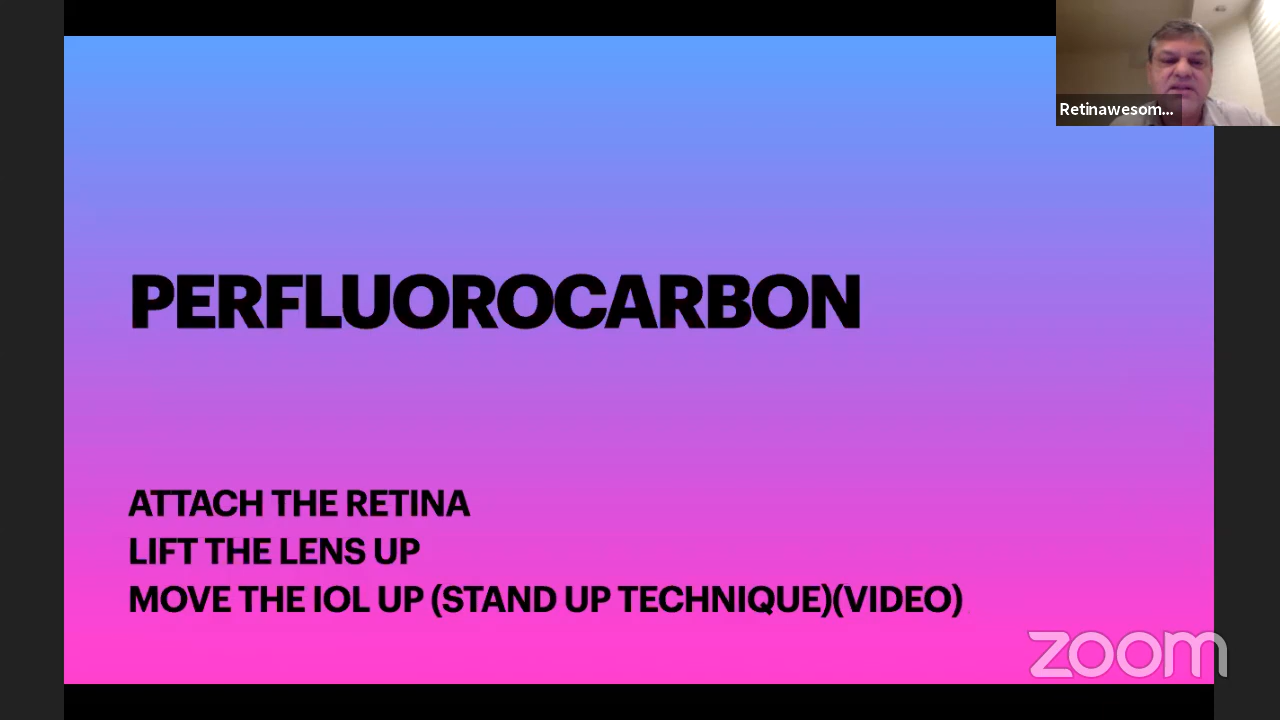 Retinawesom...
PERFLUOROCARBON
ATTACH THE RETINA
LIFT THE LENS UP
MOVE THE IOL UP (STAND UP TECHNIQUE)(VIDEO)
zoom